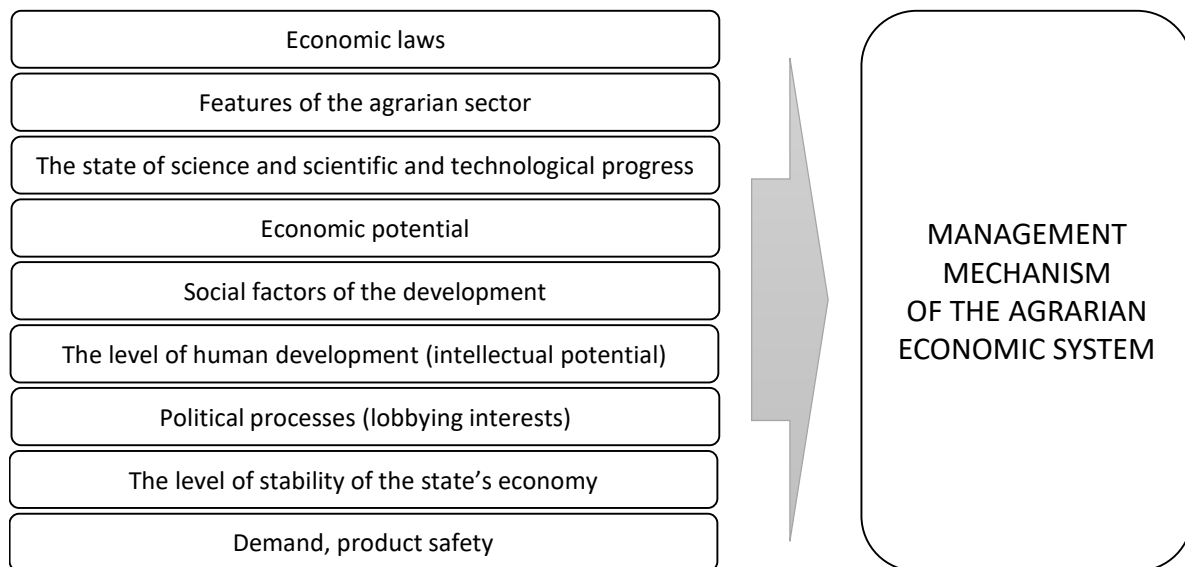 Economic laws
Features of the agrarian sector
The state of science and scientific and technological progress
Economic potential
Social factors of the development
The level of human development (intellectual potential)
Political processes (lobbying interests)
The level of stability of the state’s economy
Demand, product safety
MANAGEMENT
MECHANISM
OF THE AGRARIAN
ECONOMIC SYSTEM